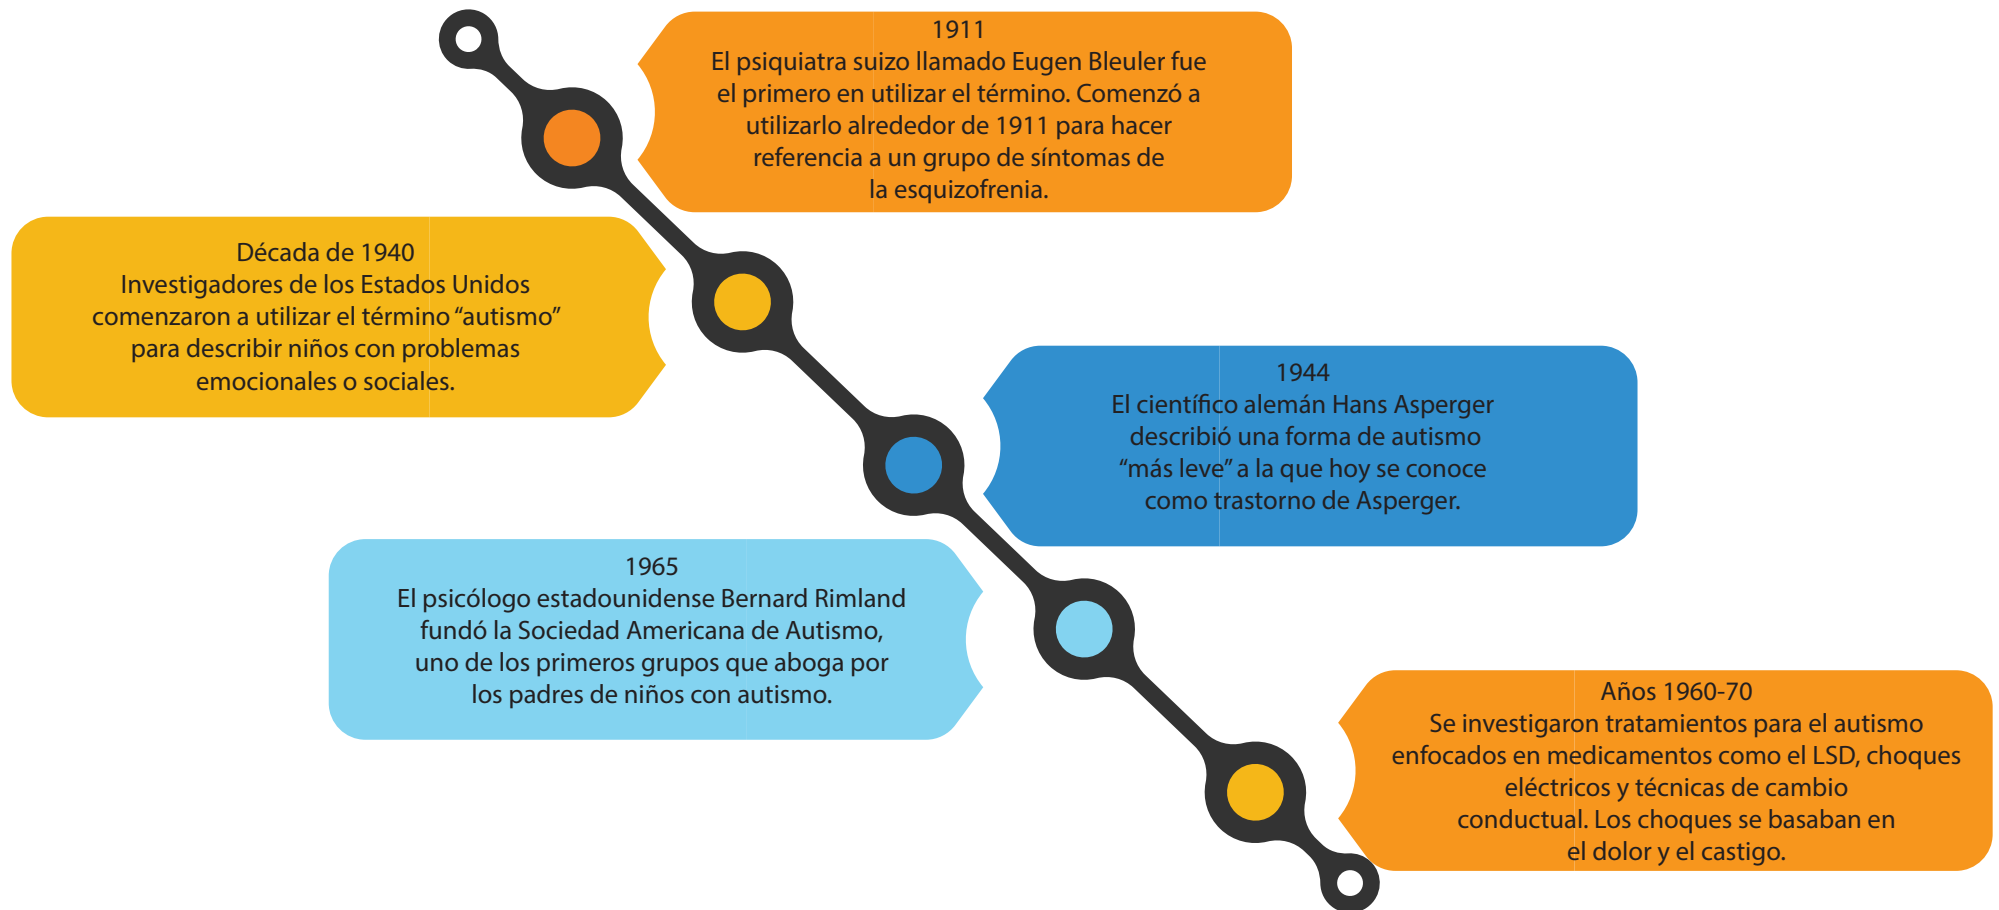 1911
El psiquiatra suizo llamado Eugen Bleuler fue
el primero en utilizar el término. Comenzó a
utilizarlo alrededor de 1911 para hacer
referencia a un grupo de síntomas de
la esquizofrenia.
Década de 1940
Investigadores de los Estados Unidos
comenzaron a utilizar el término “autismo”
para describir niños con problemas
emocionales o sociales.
1944
El científico alemán Hans Asperger
describió una forma de autismo
“más leve” a la que hoy se conoce
como trastorno de Asperger.
1965
El psicólogo estadounidense Bernard Rimland
fundó la Sociedad Americana de Autismo,
uno de los primeros grupos que aboga por
los padres de niños con autismo.
Años 1960-70
Se investigaron tratamientos para el autismo
enfocados en medicamentos como el LSD, choques
eléctricos y técnicas de cambio
conductual. Los choques se basaban en
el dolor y el castigo.